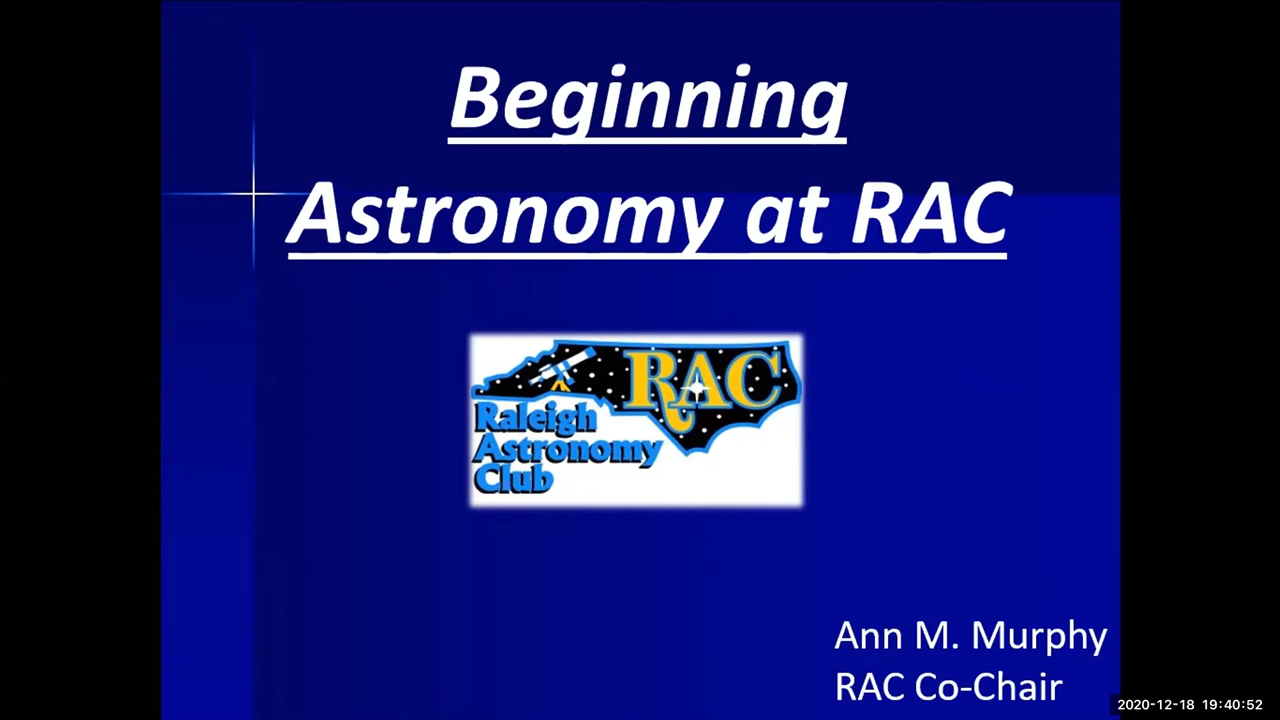 Beginning
Astronomy at RAC
RAC
Raleigh
Astronomy
Club
Ann M. Murphy
RAC Co-Chair
2020-12-18 19:40:52